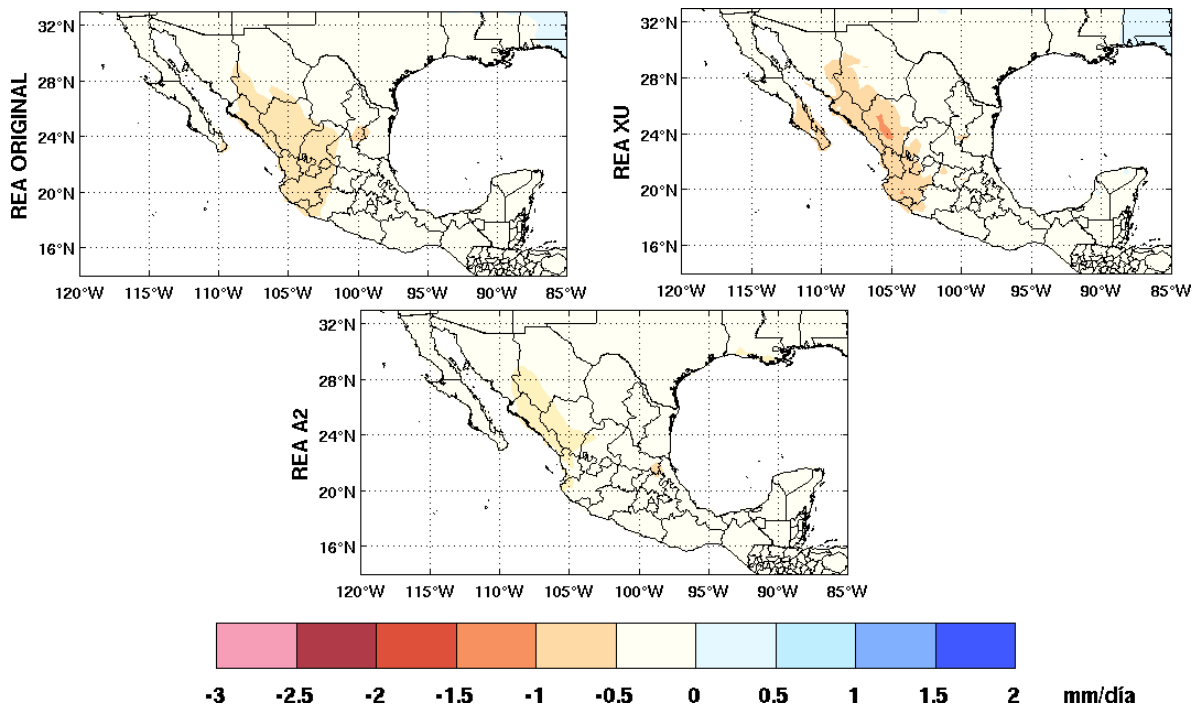 32°N
28°N
24°N
20°N
16°N
REA ORIGINAL
120°W 115°W 110°W 105°W 100°W 95°W 90°W 85°W
32°N
28°N
24°N
20°N
16°N
REA XU
120°W 115°W 110°W 105°W 100°W 95°W 90°W 85°W
32°N
28°N
24°N
20°N
16°N
REA A2
120°W 115°W 110°W 105°W 100°W 95°W 90°W 85°W
-3 -2.5 -2 -1.5 -1 -0.5 0 0.5 1 1.5 2 mm/día